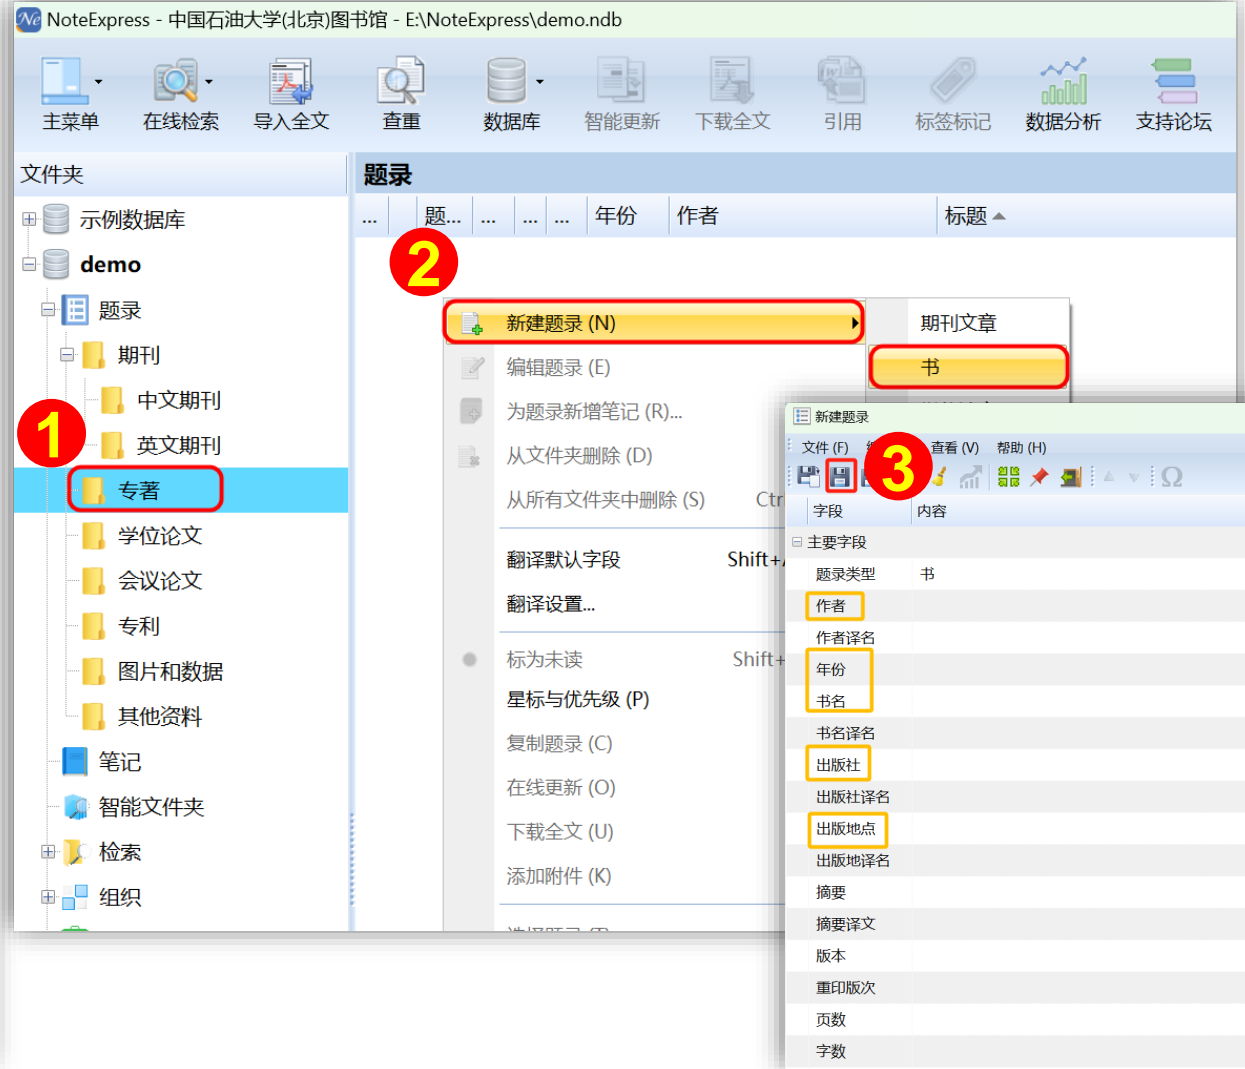 NoteExpress - 中国石油大学(北京)图书馆 - E:\NoteExpress\demo.ndb
主菜单 在线检索 导入全文 查重 数据库 智能更新 下载全文 引用 标签标记 数据分析 支持论坛
文件夹
示例数据库
demo
题录
期刊
中文期刊
英文期刊
1
专著
学位论文
会议论文
专利
图片和数据
其他资料
笔记
智能文件夹
检索
组织
题录
... 题... ... ... ... 年份 作者 标题
2
新建题录 (N)
编辑题录 (E)
为题录新增笔记 (R)...
从文件夹删除 (D)
从所有文件夹中删除 (S) Ctr
翻译默认字段 Shift+
翻译设置...
标为未读 Shift+
星标与优先级 (P)
复制题录 (C)
在线更新 (O)
下载全文 (U)
添加附件 (K)
期刊文章
书
新建题录
文件 (F) 查看 (V) 帮助 (H)
3
字段 内容
主要字段
题录类型 书
作者
作者译名
年份
书名
书名译名
出版社
出版社译名
出版地点
出版地译名
摘要
摘要译文
版本
重印版次
页数
字数